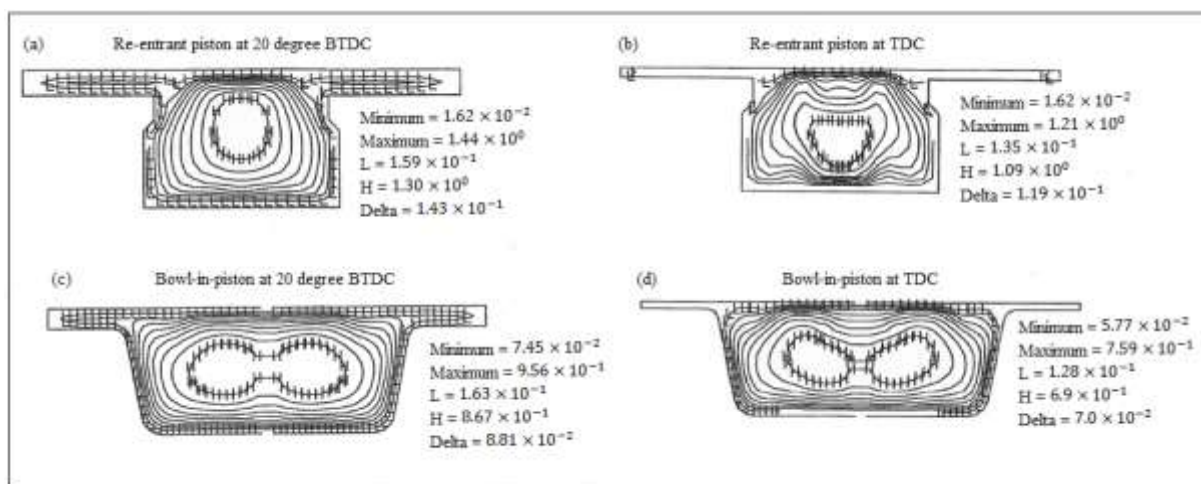 (a) Re-entrant piston at 20 degree BTDC
Minimum = 1.62 × 10⁻²
Maximum = 1.44 × 10⁰
L = 1.59 × 10⁻¹
H = 1.30 × 10⁰
Delta = 1.43 × 10⁻¹
(b) Re-entrant piston at TDC
Minimum = 1.62 × 10⁻²
Maximum = 1.21 × 10⁰
L = 1.35 × 10⁻¹
H = 1.09 × 10⁰
Delta = 1.19 × 10⁻¹
(c) Bowl-in-piston at 20 degree BTDC
Minimum = 7.45 × 10⁻²
Maximum = 9.56 × 10⁻¹
L = 1.63 × 10⁻¹
H = 8.67 × 10⁻¹
Delta = 8.81 × 10⁻²
(d) Bowl-in-piston at TDC
Minimum = 5.77 × 10⁻²
Maximum = 7.59 × 10⁻¹
L = 1.28 × 10⁻¹
H = 6.9 × 10⁻¹
Delta = 7.0 × 10⁻²